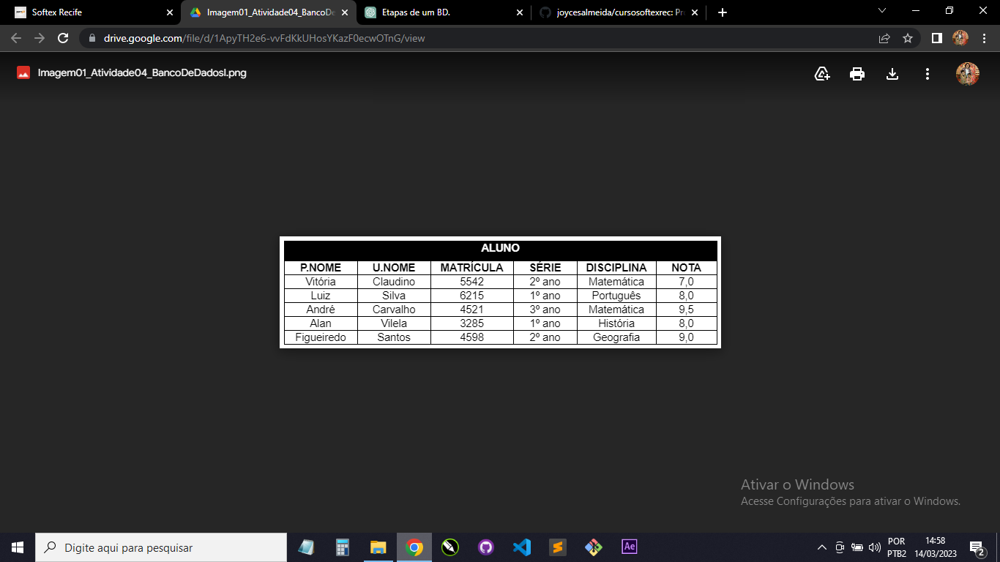 Softex Recife
Imagem01_Atividade04_BancoDe
Etapas de um BD.
joycesalmeida/cursosoftexrec: Pr
drive.google.com/file/d/1ApyTH2e6-vvFdKkUHosYKazF0ecwOTnG/view
Imagem01_Atividade04_BancoDeDadosI.png
ALUNO
P.NOME U.NOME MATRÍCULA SÉRIE DISCIPLINA NOTA
Vitória Claudino 5542 2º ano Matemática 7,0
Luiz Silva 6215 1º ano Português 8,0
André Carvalho 4521 3º ano Matemática 9,5
Alan Vilela 3285 1º ano História 8,0
Figueiredo Santos 4598 2º ano Geografia 9,0
Ativar o Windows
Acesse Configurações para ativar o Windows.
Digite aqui para pesquisar
Ae
POR
PTB2
14:58
14/03/2023
2